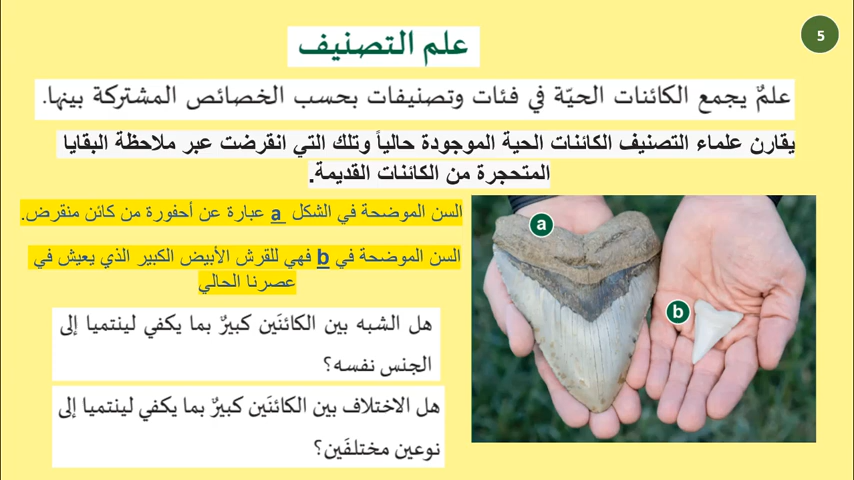 5
علم التصنيف
علمٌ يجمع الكائنات الحيّة في فئات وتصنيفات بحسب الخصائص المشتركة بينها.
يقارن علماء التصنيف الكائنات الحية الموجودة حالياً وتلك التي انقرضت عبر ملاحظة البقايا
المتحجرة من الكائنات القديمة.
السن الموضحة في الشكل a عبارة عن أحفورة من كائن منقرض.
السن الموضحة في b فهي للقرش الأبيض الكبير الذي يعيش في
عصرنا الحالي
هل الشبه بين الكائنَين كبيرٌ بما يكفي لينتميا إلى
الجنس نفسه؟
هل الاختلاف بين الكائنَين كبيرٌ بما يكفي لينتميا إلى
نوعين مختلفَين؟
a
b